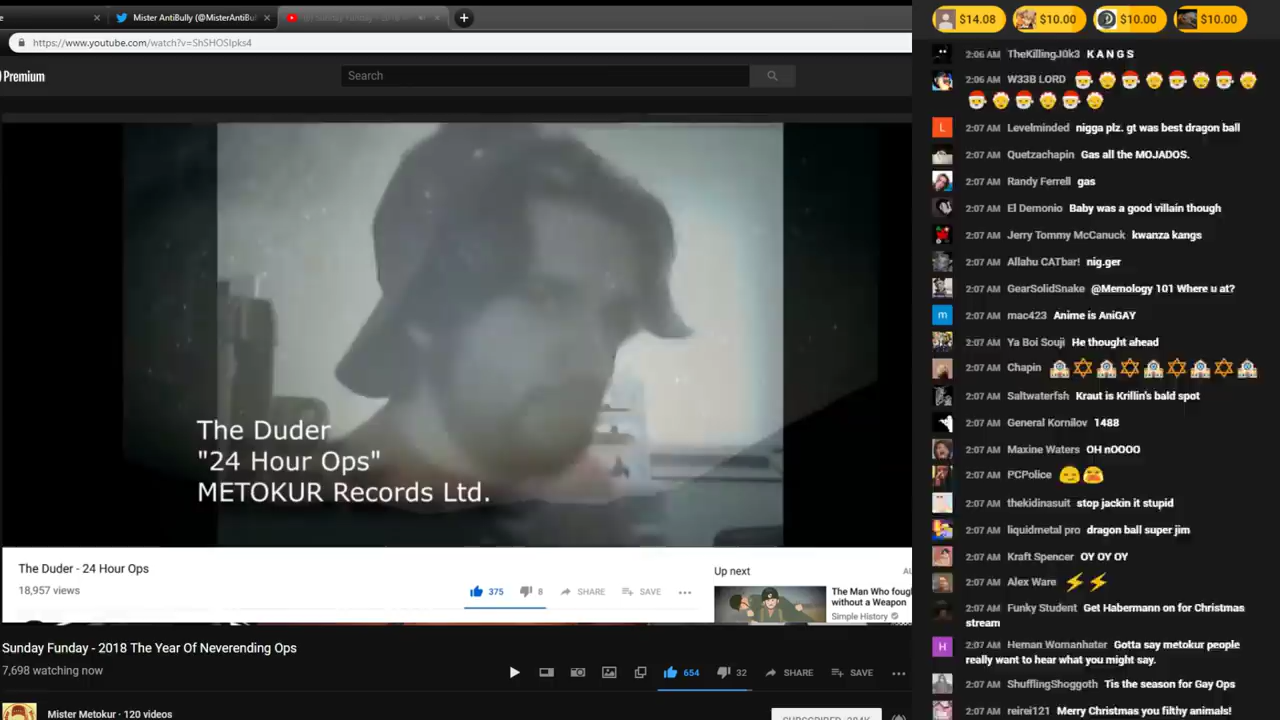 Mister AntiBully (@MisterAntiBul
https://www.youtube.com/watch?v=ShSHOSIpks4
Premium
Search
The Duder
"24 Hour Ops"
METOKUR Records Ltd.
The Duder - 24 Hour Ops
18,957 views
375
8
SHARE
SAVE
Up next
The Man Who foug
without a Weapon
Simple History
Sunday Funday - 2018 The Year Of Neverending Ops
7,698 watching now
654
32
SHARE
SAVE
Mister Metokur · 120 videos
$14.08
$10.00
$10.00
$10.00
2:06 AM TheKillingJ0k3 K A N G S
2:06 AM W33B LORD
L 2:07 AM Levelminded nigga plz. gt was best dragon ball
2:07 AM Quetzachapin Gas all the MOJADOS.
2:07 AM Randy Ferrell gas
2:07 AM El Demonio Baby was a good villain though
2:07 AM Jerry Tommy McCanuck kwanza kangs
2:07 AM Allahu CATbar! nig.ger
2:07 AM GearSolidSnake @Memology 101 Where u at?
m 2:07 AM mac423 Anime is AniGAY
2:07 AM Ya Boi Souji He thought ahead
2:07 AM Chapin
2:07 AM Saltwaterfsh Kraut is Krillin's bald spot
2:07 AM General Kornilov 1488
2:07 AM Maxine Waters OH nOOOO
2:07 AM PCPolice
2:07 AM thekidinasuit stop jackin it stupid
2:07 AM liquidmetal pro dragon ball super jim
2:07 AM Kraft Spencer OY OY OY
2:07 AM Alex Ware
2:07 AM Funky Student Get Habermann on for Christmas
stream
H 2:07 AM Heman Womanhater Gotta say metokur people
really want to hear what you might say.
2:07 AM ShufflingShoggoth Tis the season for Gay Ops
2:07 AM reirei121 Merry Christmas you filthy animals!